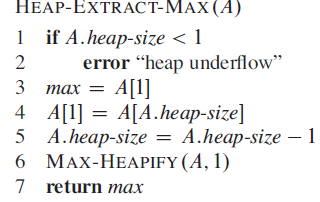 HEAP-EXTRACT-MAX(A)
1 if A.heap-size < 1
2 error “heap underflow”
3 max = A[1]
4 A[1] = A[A.heap-size]
5 A.heap-size = A.heap-size − 1
6 MAX-HEAPIFY(A, 1)
7 return max